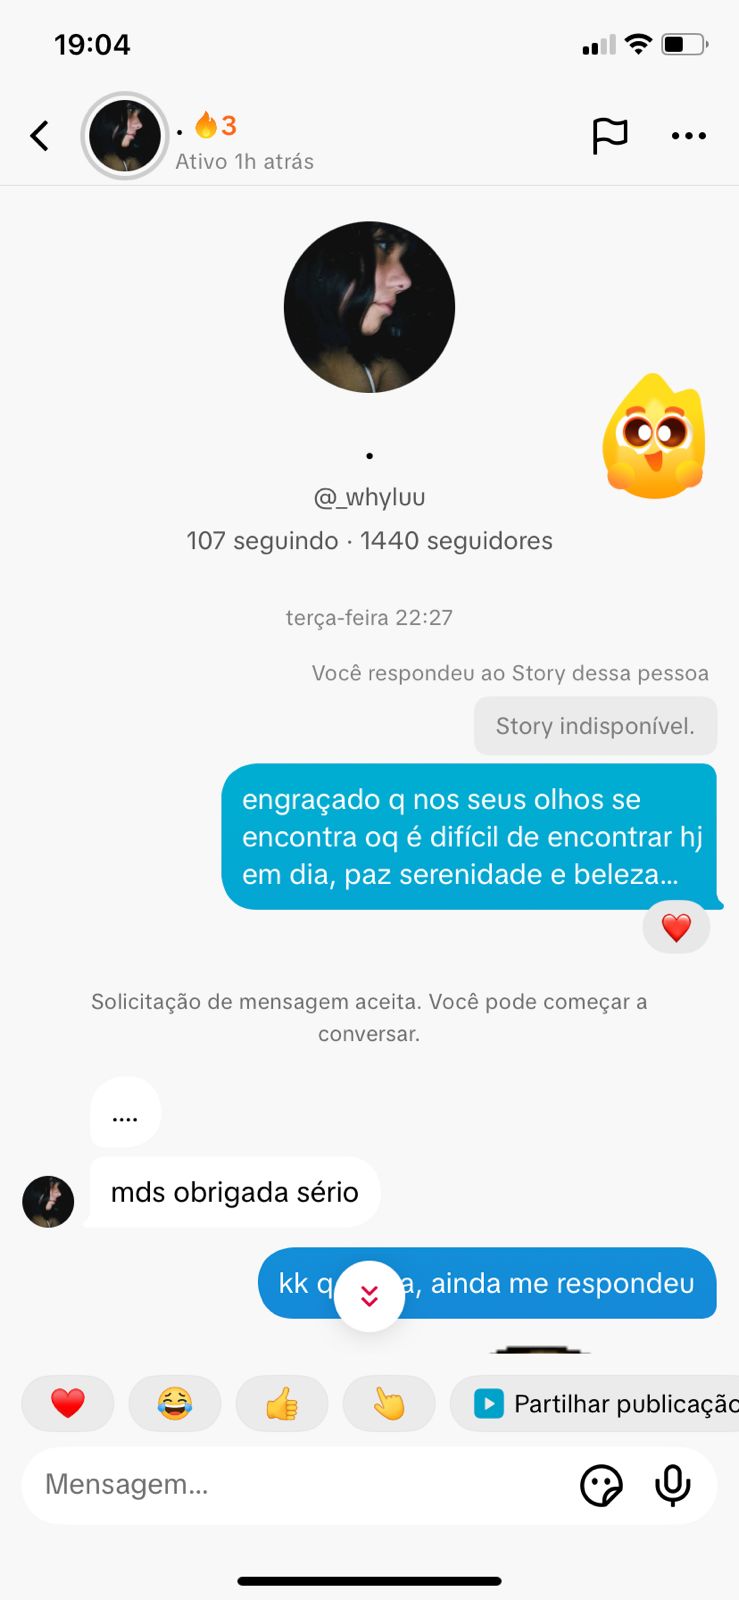 19:04
. 🔥3
Ativo 1h atrás
.
@_whyluu
107 seguindo · 1440 seguidores
terça-feira 22:27
Você respondeu ao Story dessa pessoa
Story indisponível.
engraçado q nos seus olhos se
encontra oq é difícil de encontrar hj
em dia, paz serenidade e beleza...
❤️
Solicitação de mensagem aceita. Você pode começar a
conversar.
....
mds obrigada sério
kk q a, ainda me respondeu
❤️ 😂 👍 👆 Partilhar publicação
Mensagem...